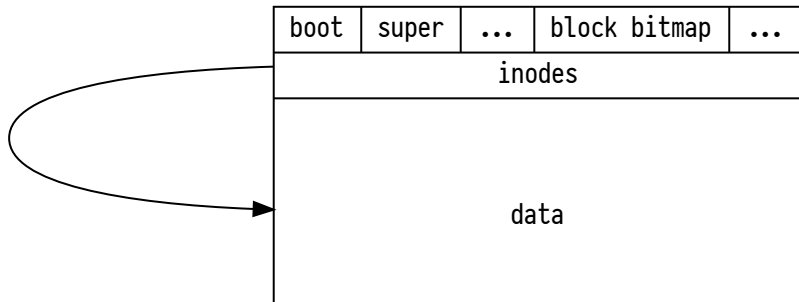 boot super ... block bitmap ...
inodes
data